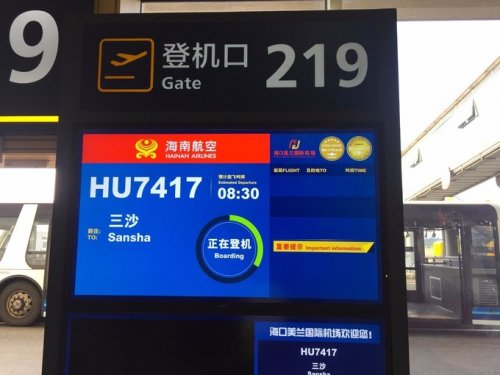 9
登机口
Gate
219
海南航空
HAINAN AIRLINES
海口美兰国际机场
HU7417
预计起飞时间
Estimated Departure
08:30
航班FLIGHT 目的地TO 时间TIME
前往:
TO:
三沙
Sansha
正在登机
Boarding
重要提示 Important information
海口美兰国际机场欢迎您!
HU7417
三沙
Sansha